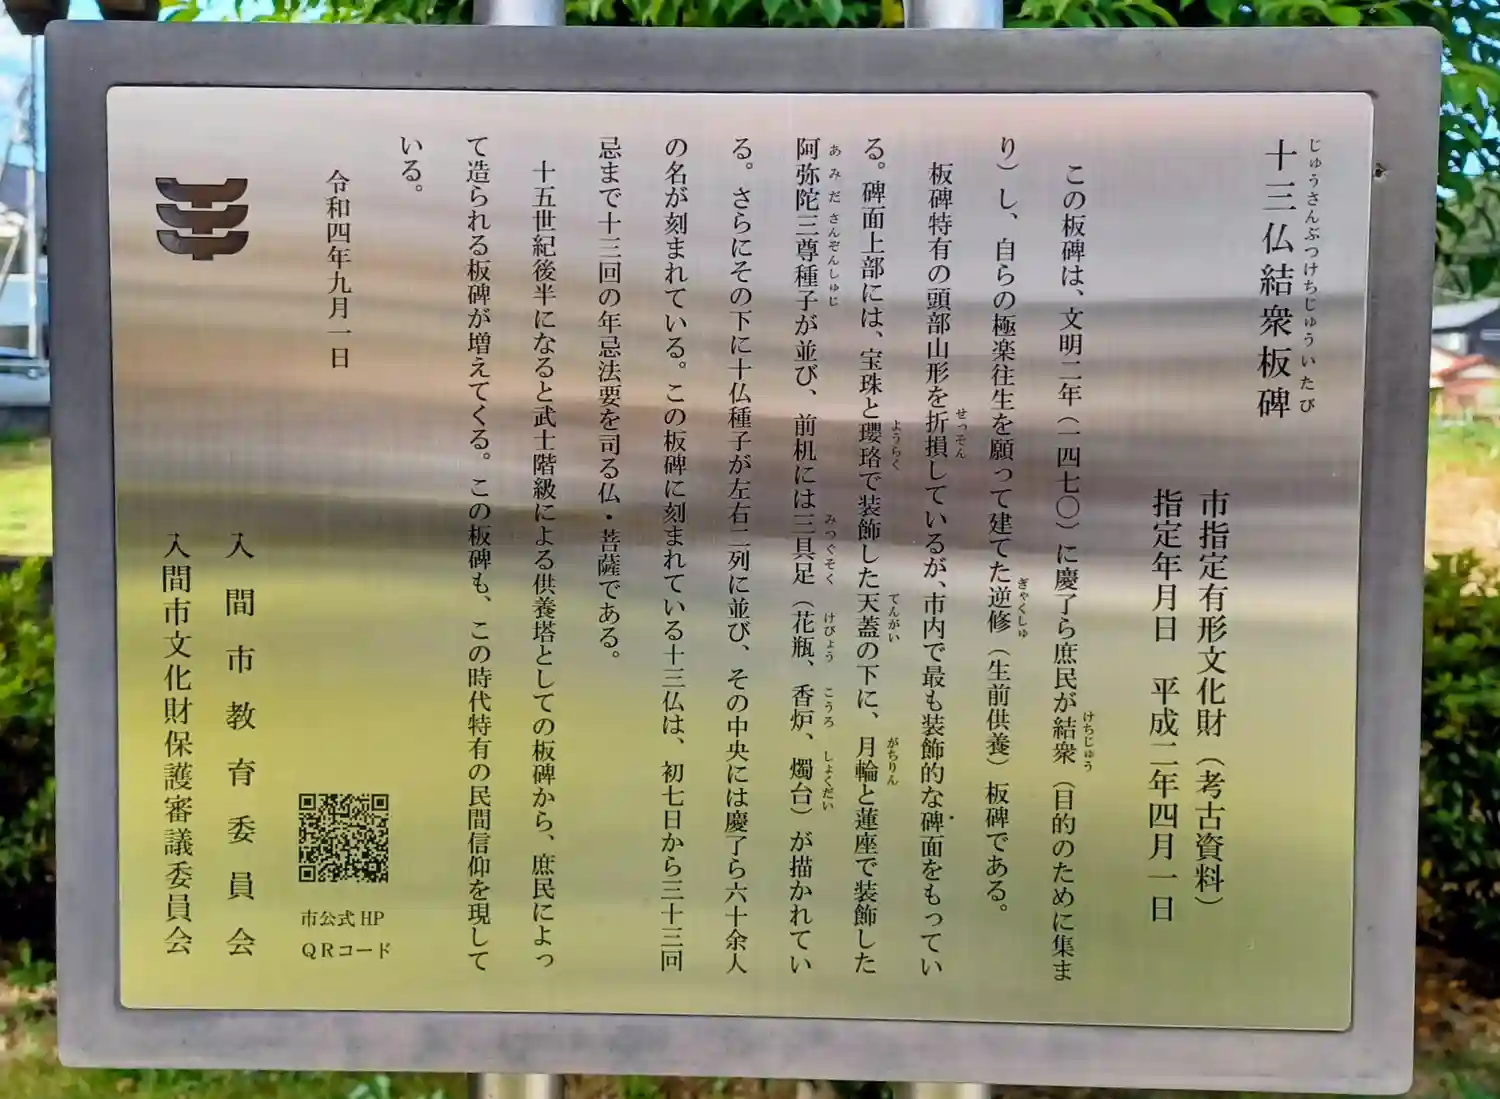 じゅうさんぶつけちじゅういたび
十三仏結衆板碑
市指定有形文化財（考古資料）
指定年月日　平成二年四月一日
この板碑は、文明二年（一四七〇）に慶了ら庶民が結衆（目的のために集ま
けちじゅう
り）し、自らの極楽往生を願って建てた逆修（生前供養）板碑である。
ぎゃくしゅ
板碑特有の頭部山形を折損しているが、市内で最も装飾的な碑面をもってい
せっそん
る。碑面上部には、宝珠と瓔珞で装飾した天蓋の下に、月輪と蓮座で装飾した
ようらく　てんがい　がちりん
阿弥陀三尊種子が並び、前机には三具足（花瓶、香炉、燭台）が描かれてい
あみださんぞんしゅじ　みつぐそく　けびょう　こうろ　しょくだい
る。さらにその下に十仏種子が左右二列に並び、その中央には慶了ら六十余人
の名が刻まれている。この板碑に刻まれている十三仏は、初七日から三十三回
忌まで十三回の年忌法要を司る仏・菩薩である。
十五世紀後半になると武士階級による供養塔としての板碑から、庶民によっ
て造られる板碑が増えてくる。この板碑も、この時代特有の民間信仰を現して
いる。
令和四年九月一日
市公式HP
QRコード
入間市教育委員会
入間市文化財保護審議委員会